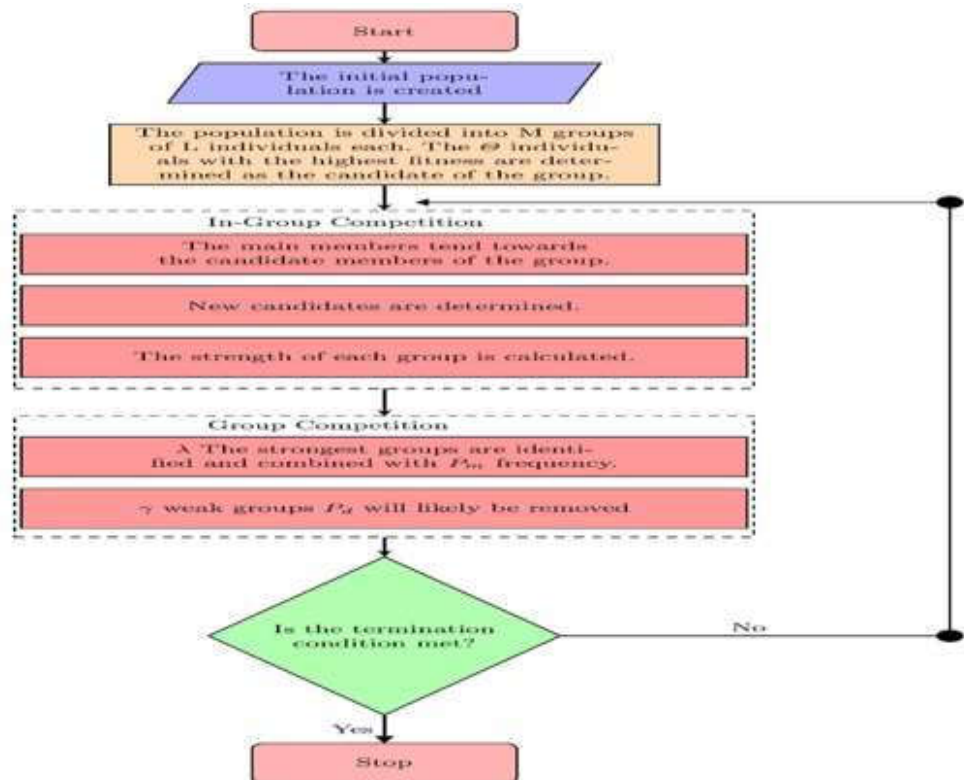 Start
The initial popu-
lation is created
The population is divided into M groups
of L individuals each. The Θ individu-
als with the highest fitness are deter-
mined as the candidate of the group.
In-Group Compctition
The main members tend towards
the candidate members of the group.
New candidates are determined.
The strength of each group is calculated.
Group Competition
λ The strongest groups are identi-
fied and combined with Pₘ frequency.
γ weak groups P_d will likely be removed
Is the termination
condition met?
No
Yes
Stop